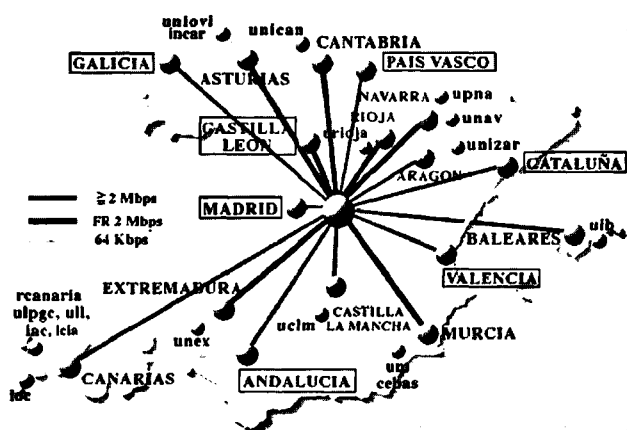 uniovi
incar
unican
CANTABRIA
GALICIA
ASTURIAS
PAIS VASCO
NAVARRA
upna
RIOJA
unav
CASTILLA
LEON
urioja
unizar
ARAGON
CATALUÑA
≧ 2 Mbps
FR 2 Mbps
64 Kbps
MADRID
BALEARES
uib
VALENCIA
EXTREMADURA
rcanaria
ulpgc, ull,
iac, icia
CASTILLA
LA MANCHA
uclm
MURCIA
unex
um
cebas
CANARIAS
ANDALUCIA